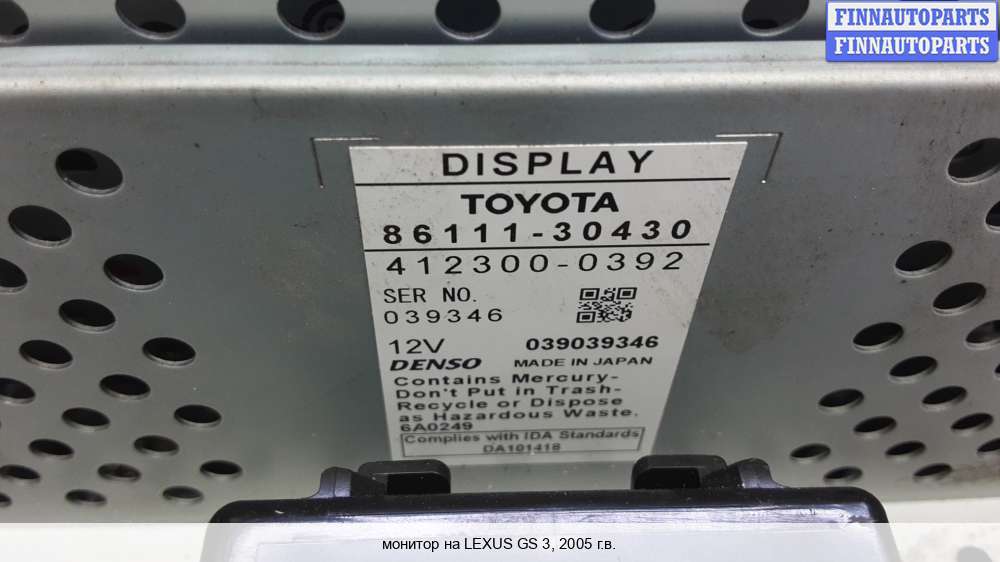 FINNAUTOPARTS
FINNAUTOPARTS
DISPLAY
TOYOTA
86111-30430
412300-0392
SER NO.
039346
12V 039039346
DENSO MADE IN JAPAN
Contains Mercury-
Don't Put in Trash-
Recycle or Dispose
as Hazardous Waste.
6A0249
Complies with IDA Standards
DA101418
монитор на LEXUS GS 3, 2005 г.в.